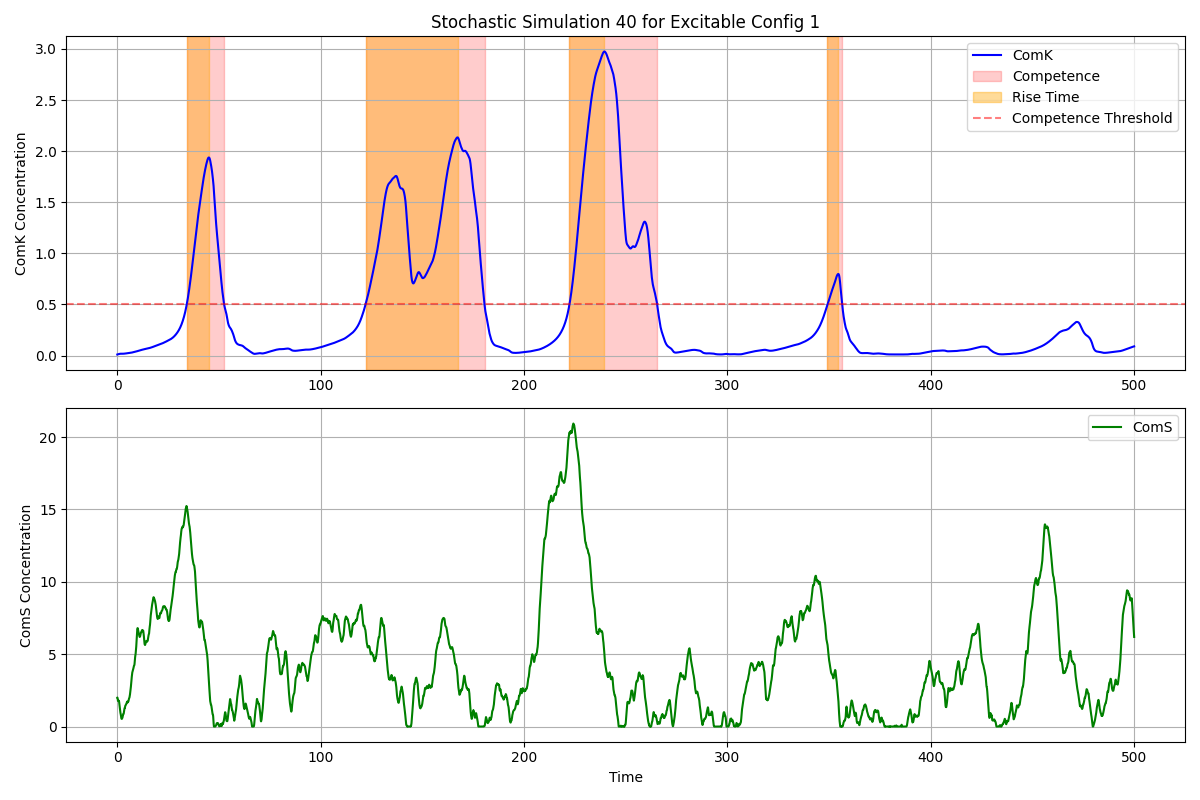 Stochastic Simulation 40 for Excitable Config 1
ComK Concentration
3.0
2.5
2.0
1.5
1.0
0.5
0.0
ComK
Competence
Rise Time
Competence Threshold
0 100 200 300 400 500
ComS Concentration
20
15
10
5
0
ComS
0 100 200 300 400 500
Time